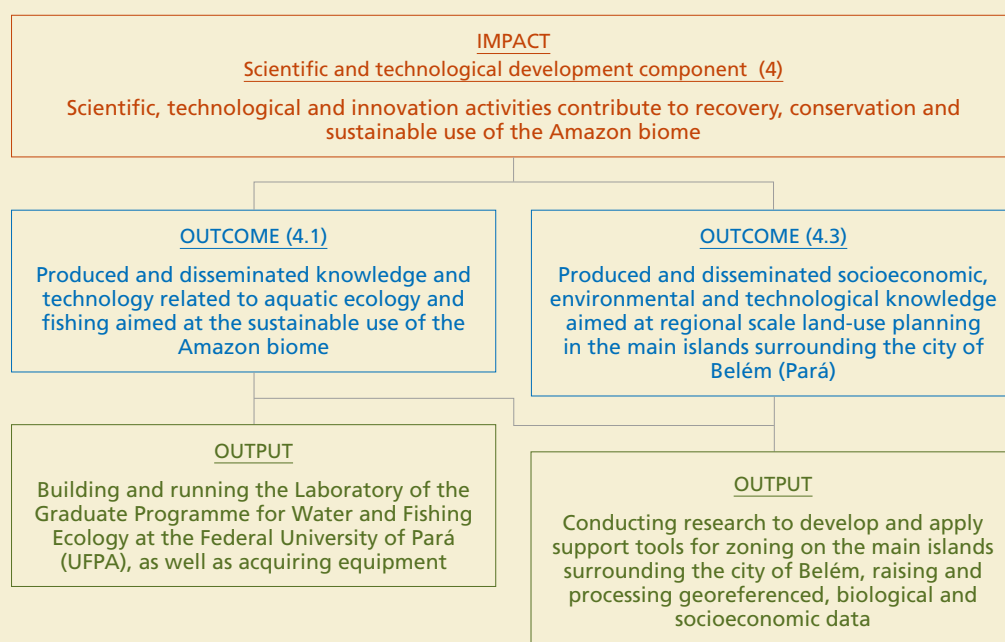 IMPACT
Scientific and technological development component (4)
Scientific, technological and innovation activities contribute to recovery, conservation and
sustainable use of the Amazon biome
OUTCOME (4.1)
Produced and disseminated knowledge and
technology related to aquatic ecology and
fishing aimed at the sustainable use of the
Amazon biome
OUTCOME (4.3)
Produced and disseminated socioeconomic,
environmental and technological knowledge
aimed at regional scale land-use planning
in the main islands surrounding the city of
Belém (Pará)
OUTPUT
Building and running the Laboratory of the
Graduate Programme for Water and Fishing
Ecology at the Federal University of Pará
(UFPA), as well as acquiring equipment
OUTPUT
Conducting research to develop and apply
support tools for zoning on the main islands
surrounding the city of Belém, raising and
processing georeferenced, biological and
socioeconomic data